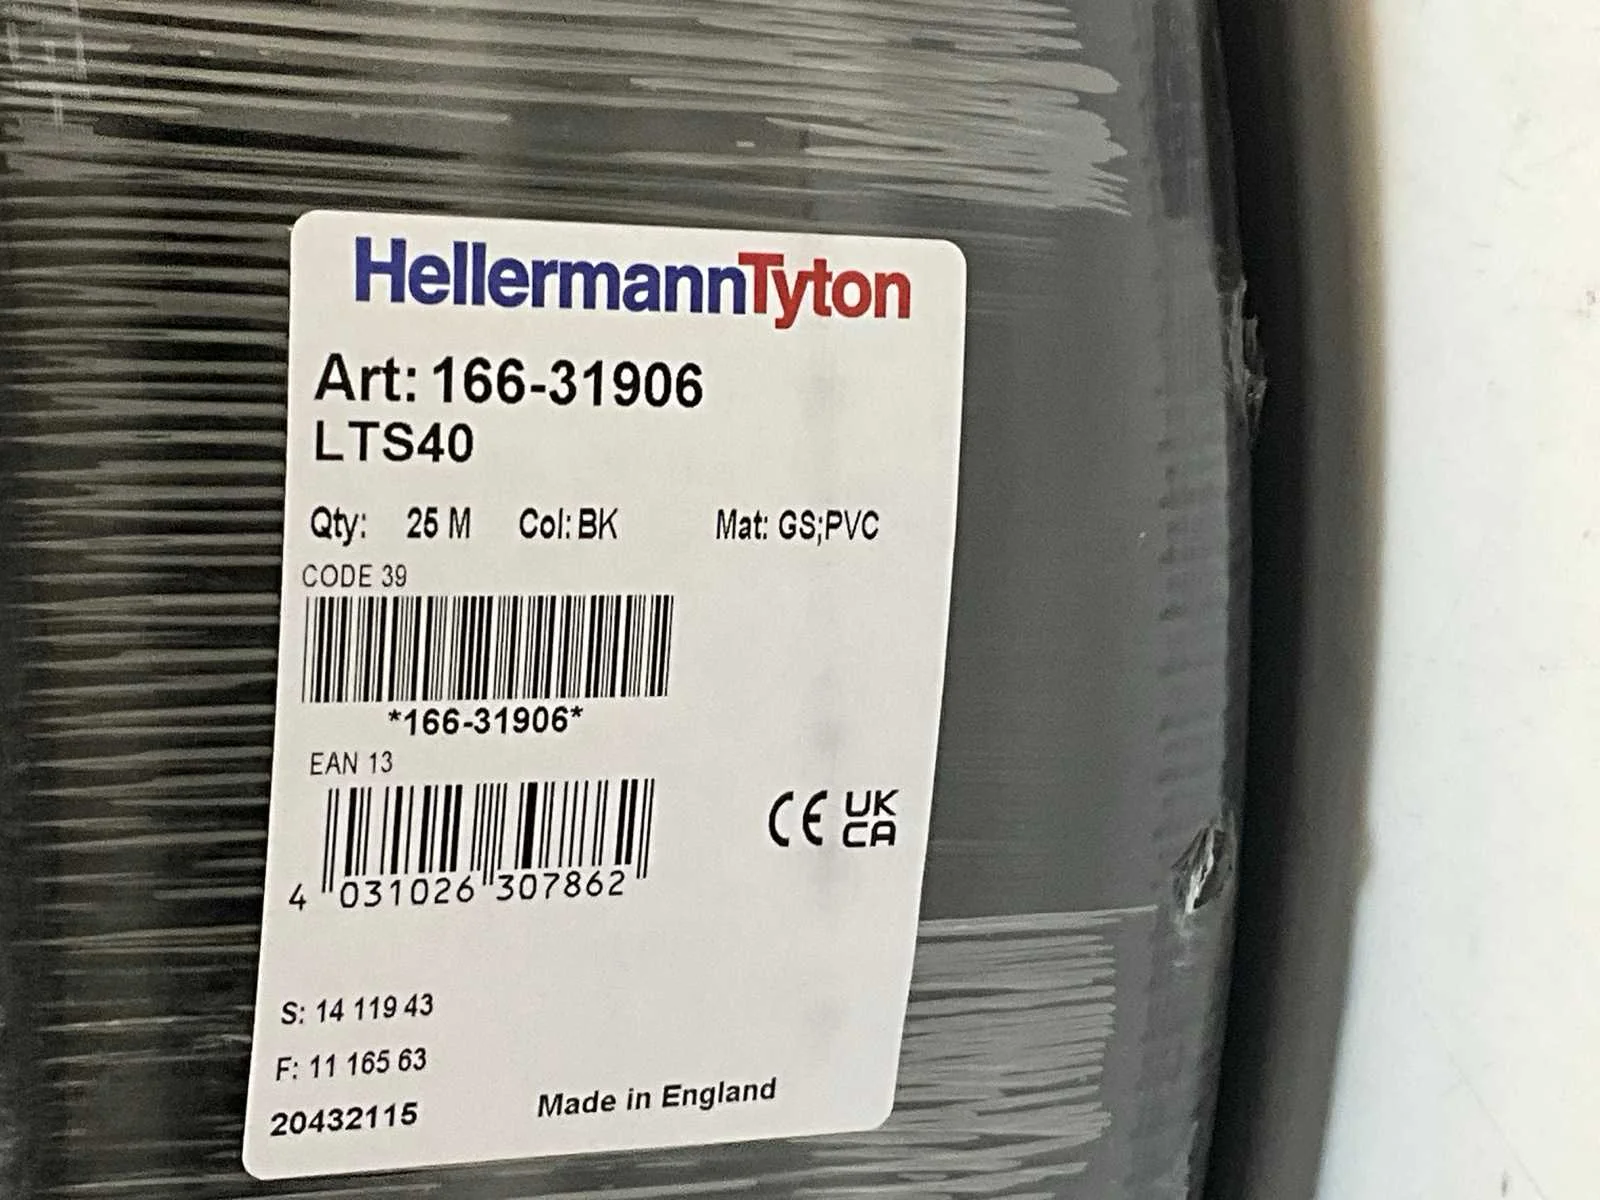 HellermannTyton
Art: 166-31906
LTS40
Qty: 25 M Col: BK Mat: GS;PVC
CODE 39
*166-31906*
EAN 13
4 031026 307862
CE UK CA
S: 14 119 43
F: 11 165 63
20432115 Made in England